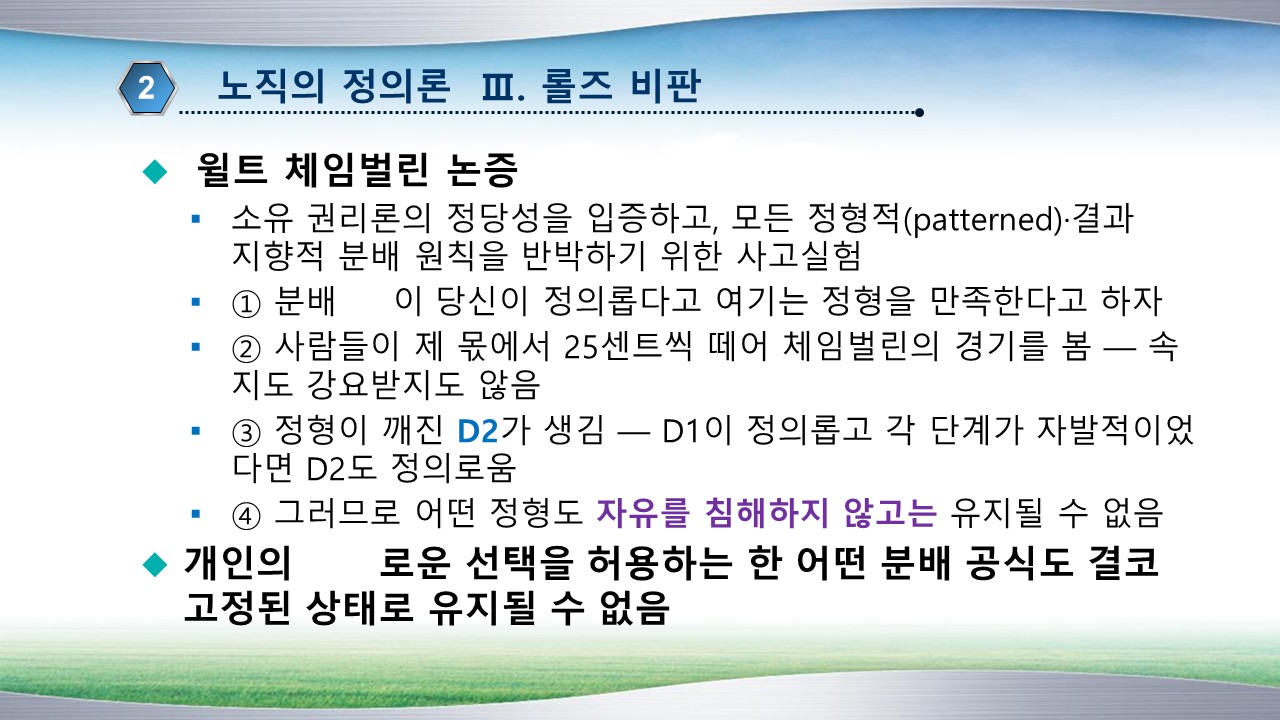 2
노직의 정의론 Ⅲ. 롤즈 비판
◆ 윌트 체임벌린 논증
▪ 소유 권리론의 정당성을 입증하고, 모든 정형적(patterned)·결과
지향적 분배 원칙을 반박하기 위한 사고실험
▪ ① 분배 이 당신이 정의롭다고 여기는 정형을 만족한다고 하자
▪ ② 사람들이 제 몫에서 25센트씩 떼어 체임벌린의 경기를 봄 — 속
지도 강요받지도 않음
▪ ③ 정형이 깨진 D2가 생김 — D1이 정의롭고 각 단계가 자발적이었
다면 D2도 정의로움
▪ ④ 그러므로 어떤 정형도 자유를 침해하지 않고는 유지될 수 없음
◆ 개인의 로운 선택을 허용하는 한 어떤 분배 공식도 결코
고정된 상태로 유지될 수 없음